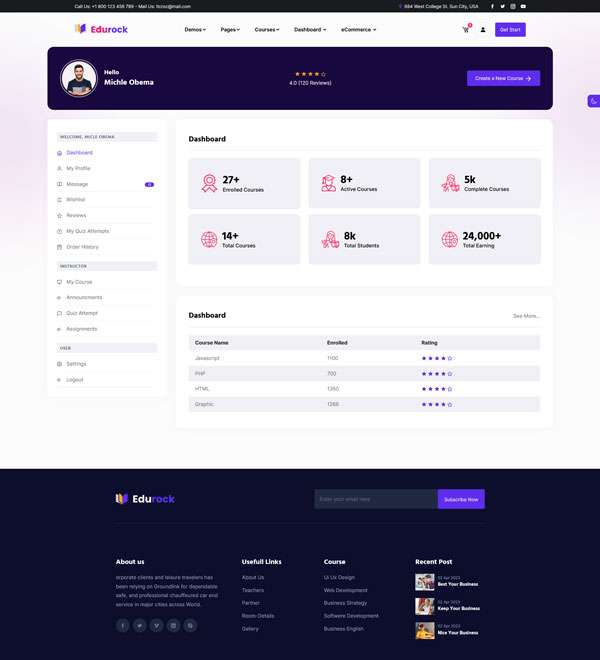 Call Us: +1 800 123 456 789 - Mail Us: Itcroc@mail.com
684 West College St. Sun City, USA
Edurock
Demos Pages Courses Dashboard eCommerce
Get Start
Hello
Michle Obema
4.0 (120 Reviews)
Create a New Course
WELCOME, MICLE OBEMA
Dashboard
My Profile
Message
Wishlist
Reviews
My Quiz Attempts
Order History
INSTRUCTOR
My Course
Announcments
Quiz Attempt
Assignments
USER
Settings
Logout
Dashboard
27+
Enrolled Courses
8+
Active Courses
5k
Complete Courses
14+
Total Courses
8k
Total Students
24,000+
Total Earning
Dashboard
See More...
Course Name Enrolled Rating
Javascript 1100
PHP 700
HTML 1350
Graphic 1266
Edurock
Enter your email here
Subscribe Now
About us
orporate clients and leisure travelers has
been relying on Groundlink for dependable
safe, and professional chauffeured car end
service in major cities across World.
Usefull Links
About Us
Teachers
Partner
Room-Details
Gallery
Course
Ui Ux Design
Web Development
Business Strategy
Software Development
Business English
Recent Post
02 Apr 2023
Best Your Business
02 Apr 2023
Keep Your Business
02 Apr 2023
Nice Your Business